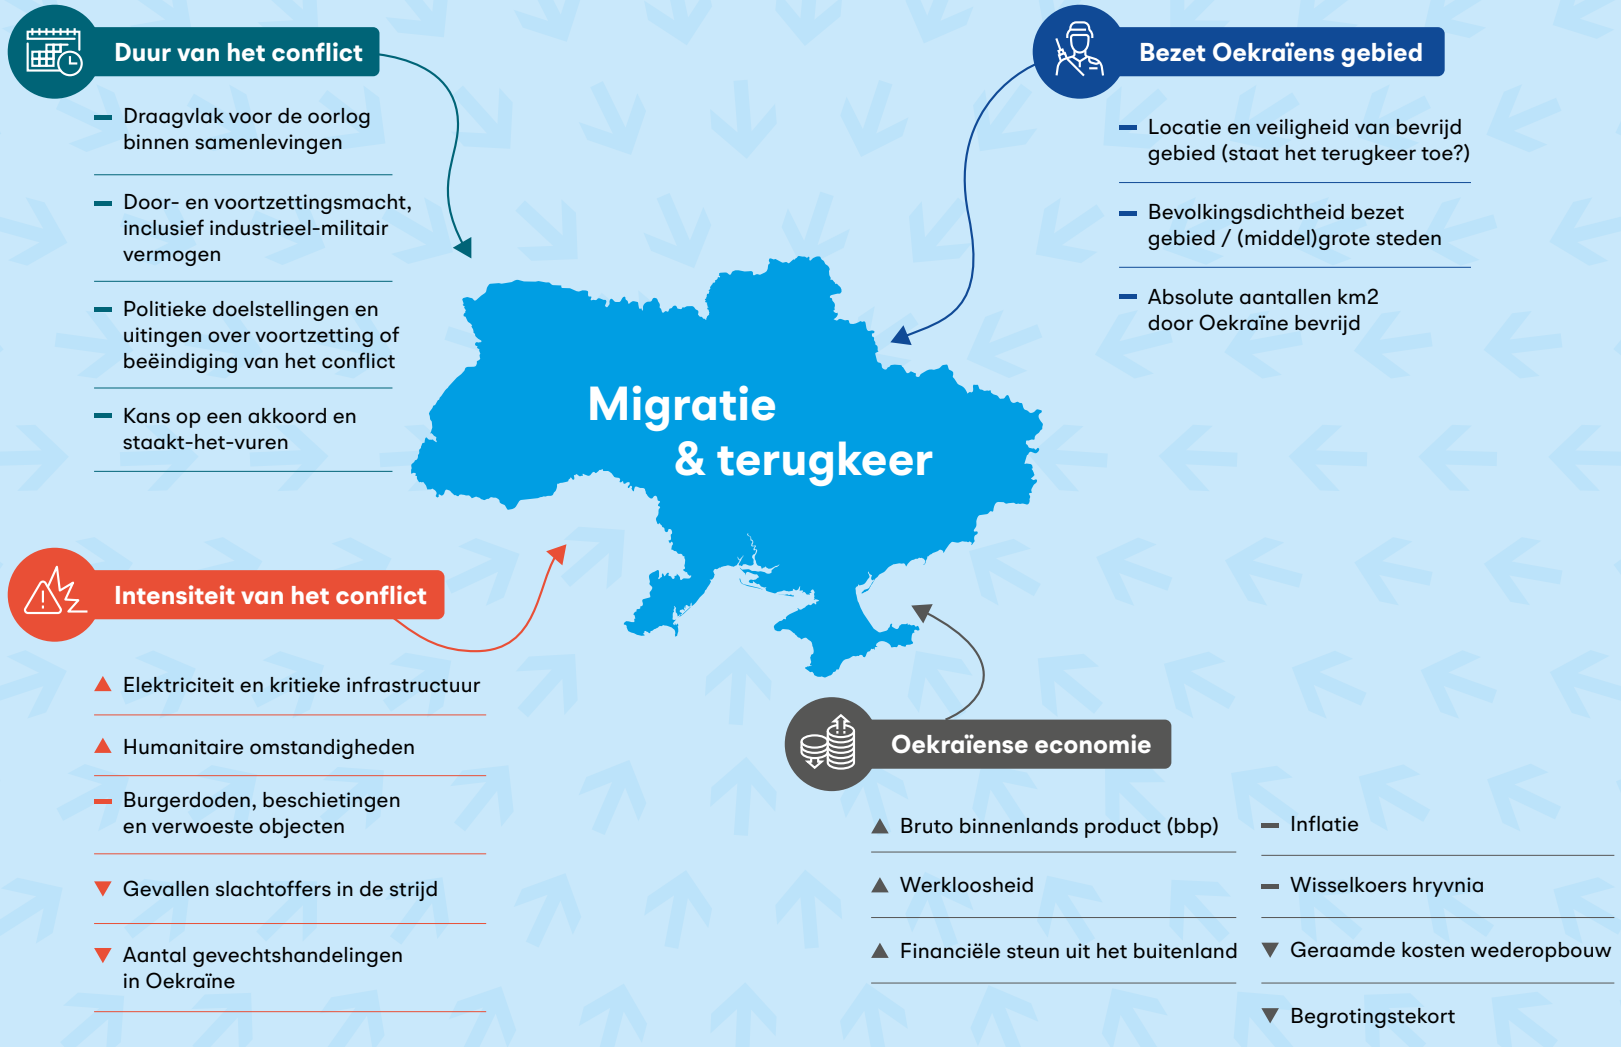 Duur van het conflict
Draagvlak voor de oorlog
binnen samenlevingen
Door- en voortzettingsmacht,
inclusief industrieel-militair
vermogen
Politieke doelstellingen en
uitingen over voortzetting of
beëindiging van het conflict
Kans op een akkoord en
staakt-het-vuren
Bezet Oekraïens gebied
Locatie en veiligheid van bevrijd
gebied (staat het terugkeer toe?)
Bevolkingsdichtheid bezet
gebied / (middel)grote steden
Absolute aantallen km2
door Oekraïne bevrijd
Migratie
& terugkeer
Intensiteit van het conflict
Elektriciteit en kritieke infrastructuur
Humanitaire omstandigheden
Burgerdoden, beschietingen
en verwoeste objecten
Gevallen slachtoffers in de strijd
Aantal gevechtshandelingen
in Oekraïne
Oekraïense economie
Bruto binnenlands product (bbp)
Werkloosheid
Financiële steun uit het buitenland
Inflatie
Wisselkoers hryvnia
Geraamde kosten wederopbouw
Begrotingstekort